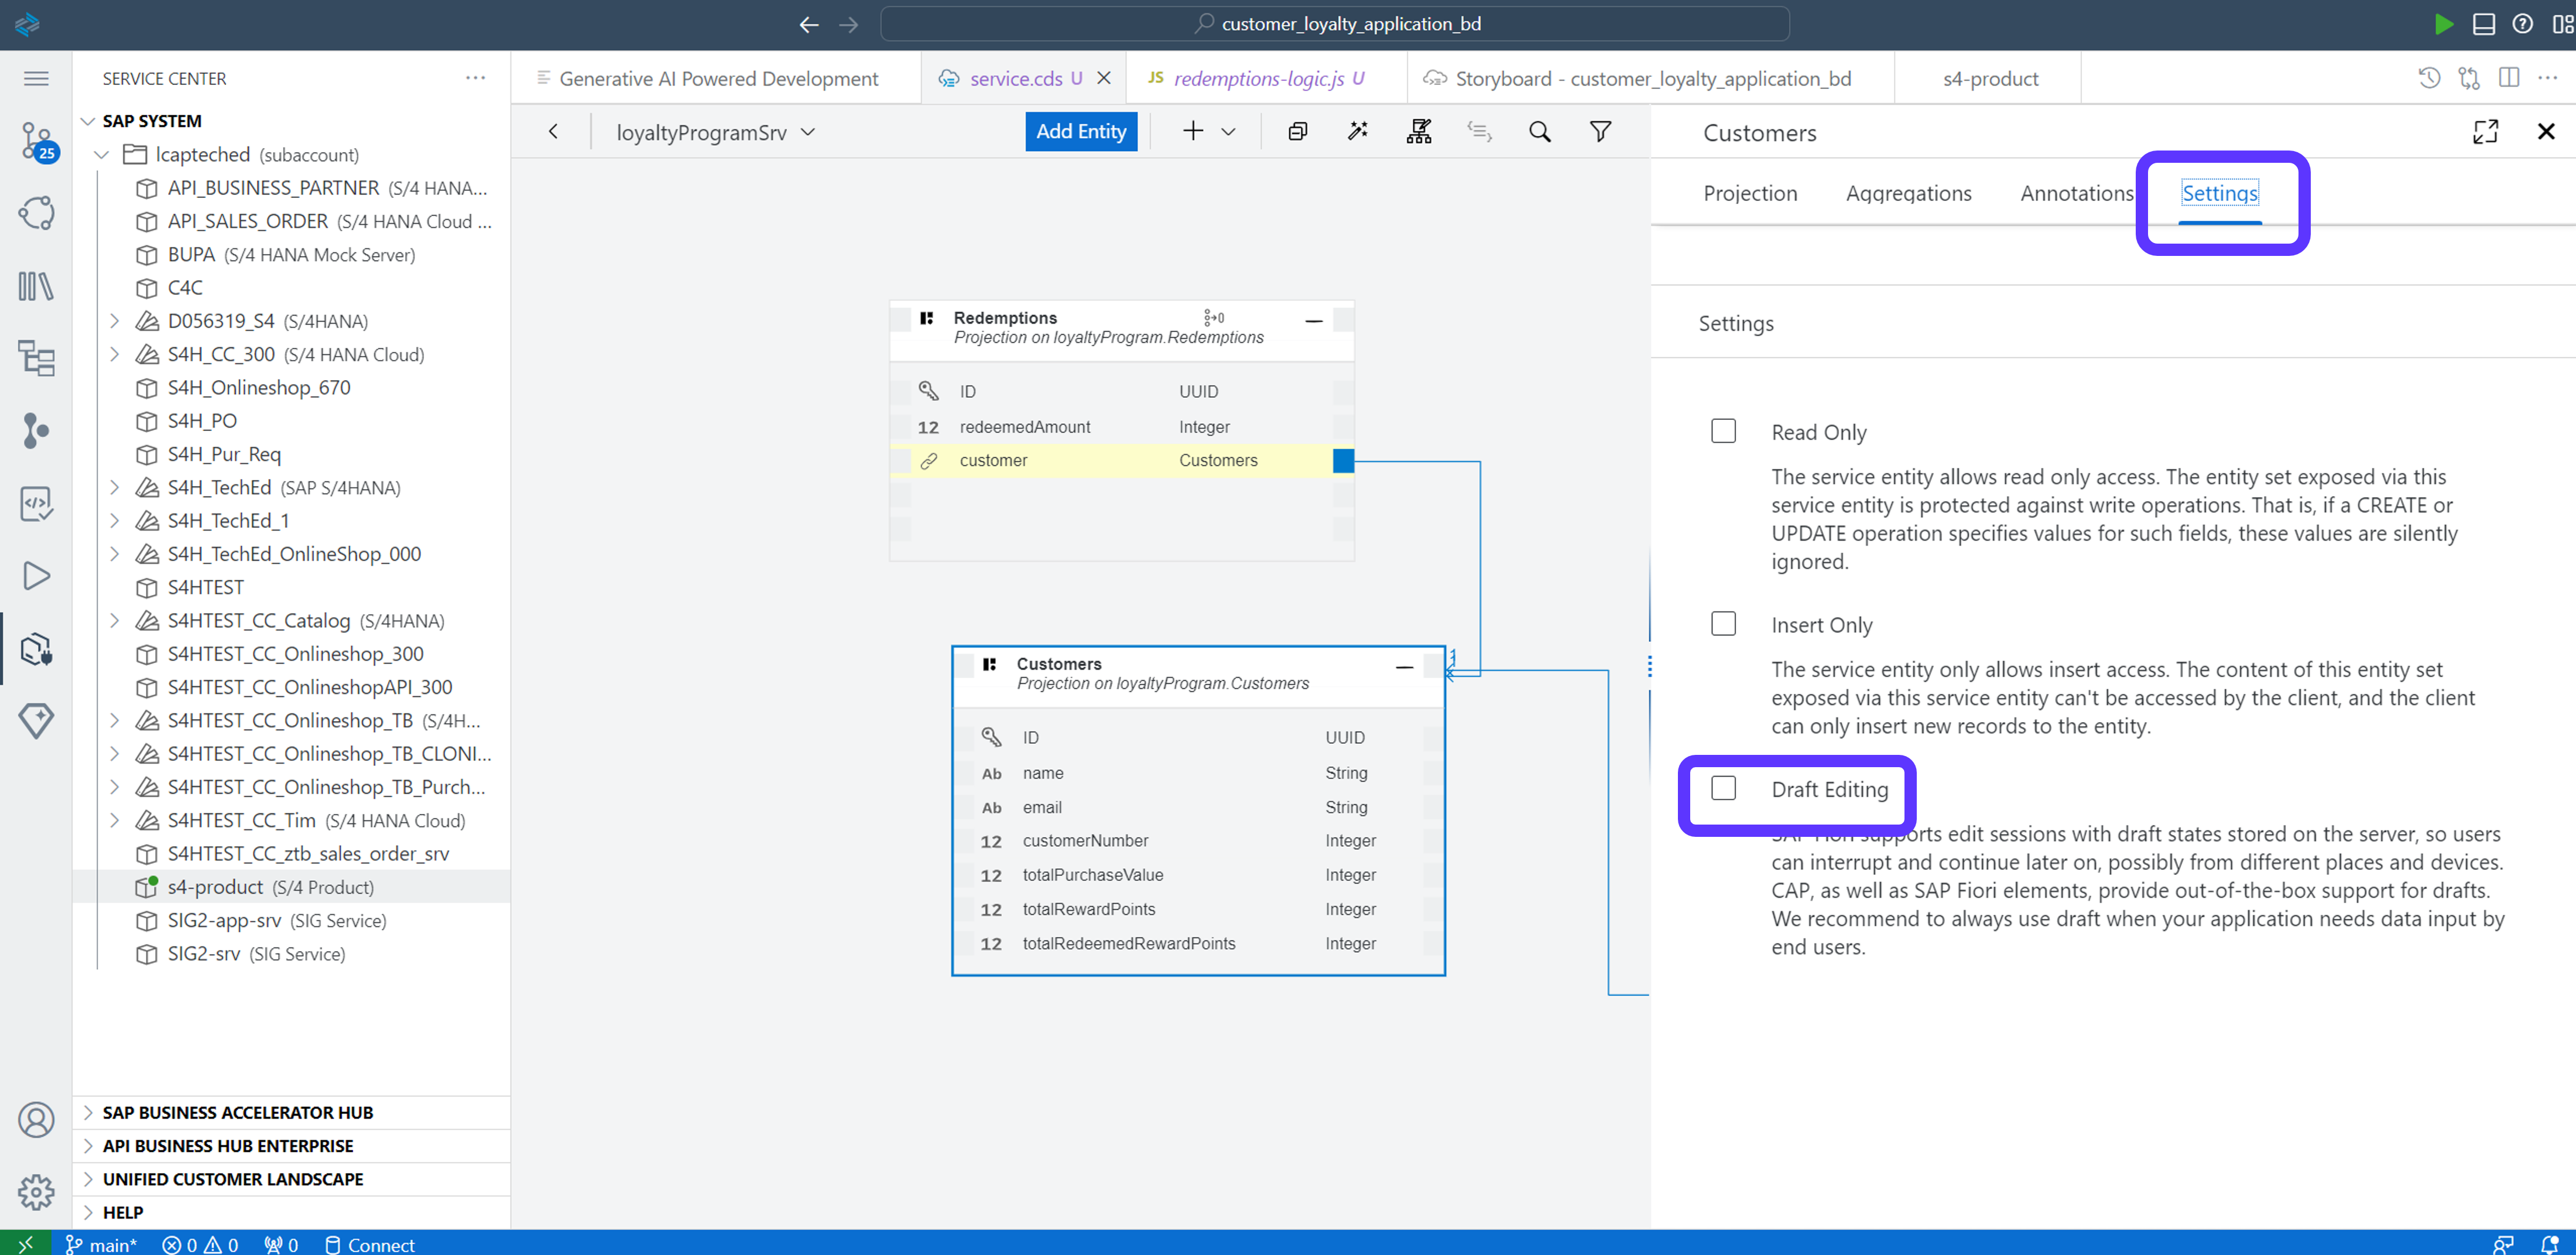 customer_loyalty_application_bd
SERVICE CENTER
Generative AI Powered Development
service.cds U
JS redemptions-logic.js U
Storyboard - customer_loyalty_application_bd
s4-product
25
SAP SYSTEM
lcapteched (subaccount)
API_BUSINESS_PARTNER (S/4 HANA...
API_SALES_ORDER (S/4 HANA Cloud ...
BUPA (S/4 HANA Mock Server)
C4C
D056319_S4 (S/4HANA)
S4H_CC_300 (S/4 HANA Cloud)
S4H_Onlineshop_670
S4H_PO
S4H_Pur_Req
S4H_TechEd (SAP S/4HANA)
S4H_TechEd_1
S4H_TechEd_OnlineShop_000
S4HTEST
S4HTEST_CC_Catalog (S/4HANA)
S4HTEST_CC_Onlineshop_300
S4HTEST_CC_OnlineshopAPI_300
S4HTEST_CC_Onlineshop_TB (S/4H...
S4HTEST_CC_Onlineshop_TB_CLONI...
S4HTEST_CC_Onlineshop_TB_Purch...
S4HTEST_CC_Tim (S/4 HANA Cloud)
S4HTEST_CC_ztb_sales_order_srv
s4-product (S/4 Product)
SIG2-app-srv (SIG Service)
SIG2-srv (SIG Service)
SAP BUSINESS ACCELERATOR HUB
API BUSINESS HUB ENTERPRISE
UNIFIED CUSTOMER LANDSCAPE
HELP
loyaltyProgramSrv
Add Entity
Redemptions
0
Projection on loyaltyProgram.Redemptions
ID UUID
12 redeemedAmount Integer
customer Customers
Customers
Projection on loyaltyProgram.Customers
ID UUID
Ab name String
Ab email String
12 customerNumber Integer
12 totalPurchaseValue Integer
12 totalRewardPoints Integer
12 totalRedeemedRewardPoints Integer
Customers
Projection Aggregations Annotations Settings
Settings
Read Only
The service entity allows read only access. The entity set exposed via this
service entity is protected against write operations. That is, if a CREATE or
UPDATE operation specifies values for such fields, these values are silently
ignored.
Insert Only
The service entity only allows insert access. The content of this entity set
exposed via this service entity can't be accessed by the client, and the client
can only insert new records to the entity.
Draft Editing
SAP Fiori supports edit sessions with draft states stored on the server, so users
can interrupt and continue later on, possibly from different places and devices.
CAP, as well as SAP Fiori elements, provide out-of-the-box support for drafts.
We recommend to always use draft when your application needs data input by
end users.
main* 0 0 0 Connect